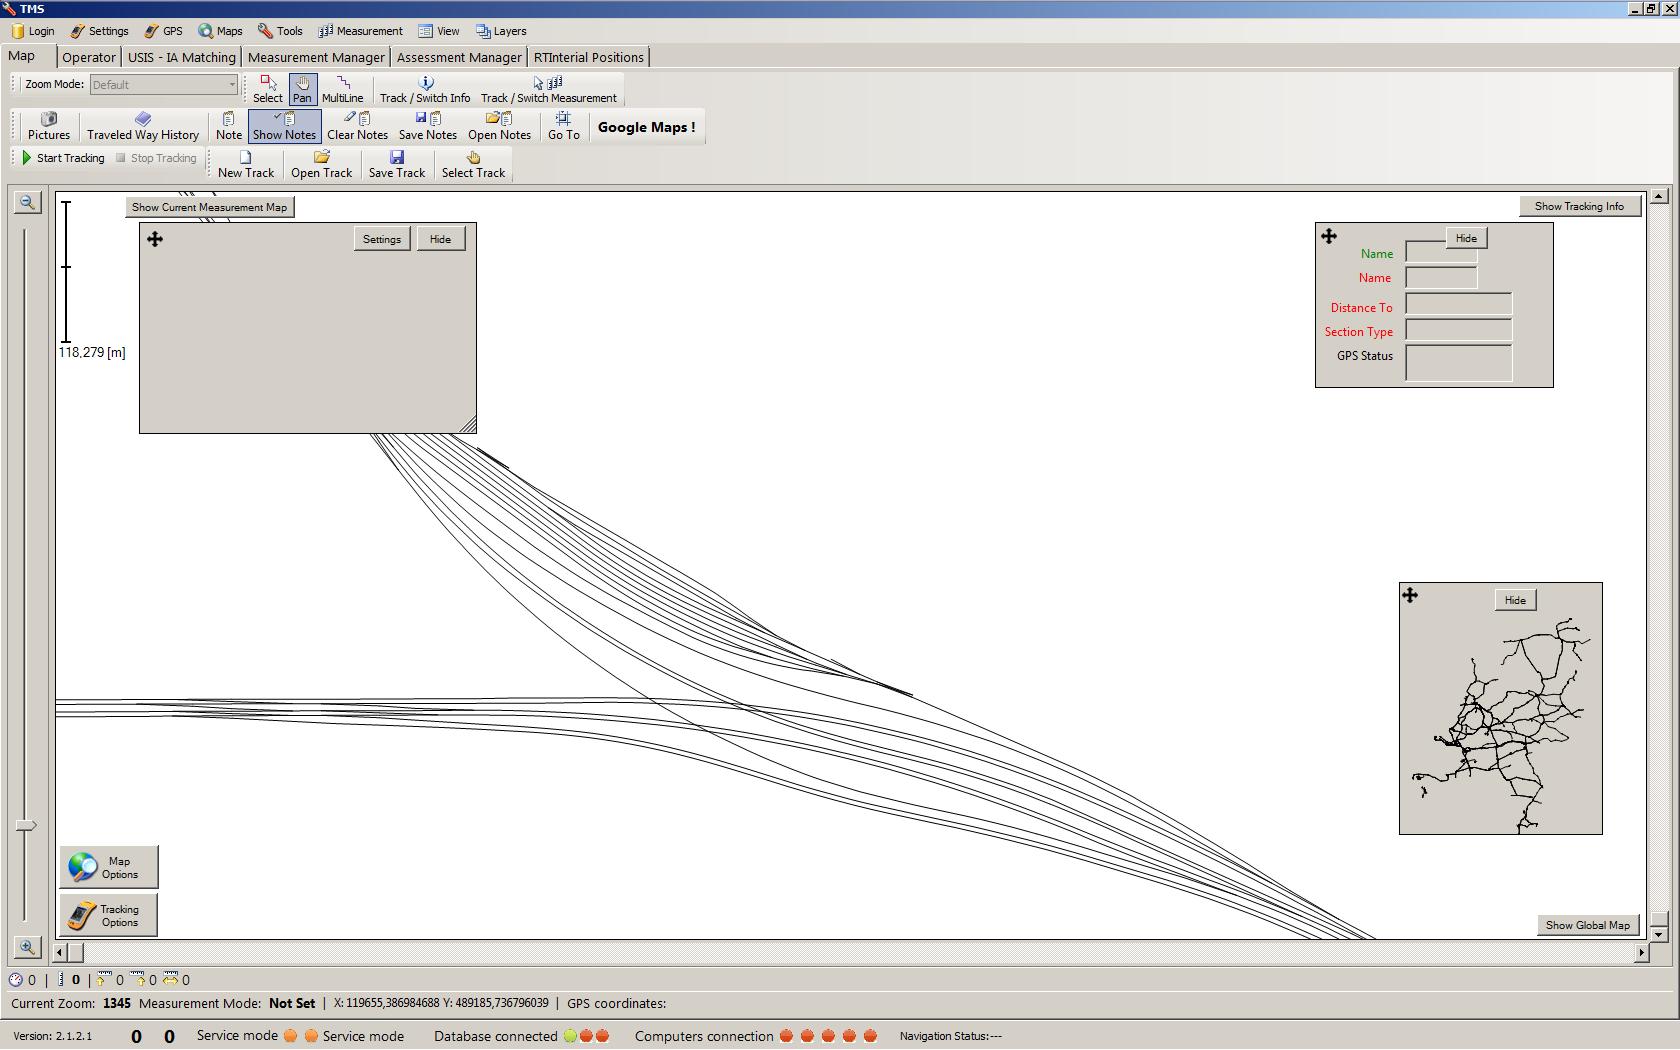 TMS
Login Settings GPS Maps Tools Measurement View Layers
Map Operator USIS - IA Matching Measurement Manager Assessment Manager RTInterial Positions
Zoom Mode: Default Select Pan MultiLine Track / Switch Info Track / Switch Measurement
Pictures Traveled Way History Note Show Notes Clear Notes Save Notes Open Notes Go To Google Maps !
Start Tracking Stop Tracking New Track Open Track Save Track Select Track
Show Current Measurement Map Show Tracking Info
Settings Hide Hide
Name
Name
Distance To
Section Type
GPS Status
118,279 [m]
Hide
Map
Options
Tracking
Options
Show Global Map
0 | 0 | 0 0 0
Current Zoom: 1345 Measurement Mode: Not Set | X: 119655,386984688 Y: 489185,736796039 | GPS coordinates:
Version: 2.1.2.1 0 0 Service mode Service mode Database connected Computers connection Navigation Status:---